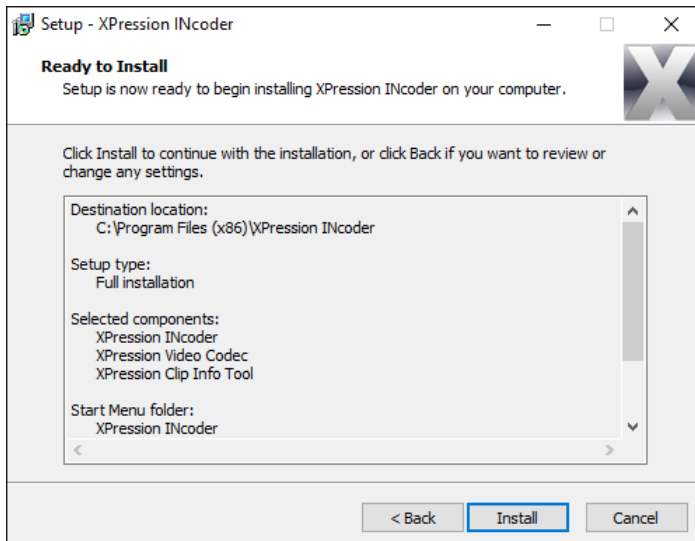 Setup - XPression INcoder
Ready to Install
Setup is now ready to begin installing XPression INcoder on your computer.
Click Install to continue with the installation, or click Back if you want to review or
change any settings.
Destination location:
C:\Program Files (x86)\XPression INcoder
Setup type:
Full installation
Selected components:
XPression INcoder
XPression Video Codec
XPression Clip Info Tool
Start Menu folder:
XPression INcoder
< Back Install Cancel